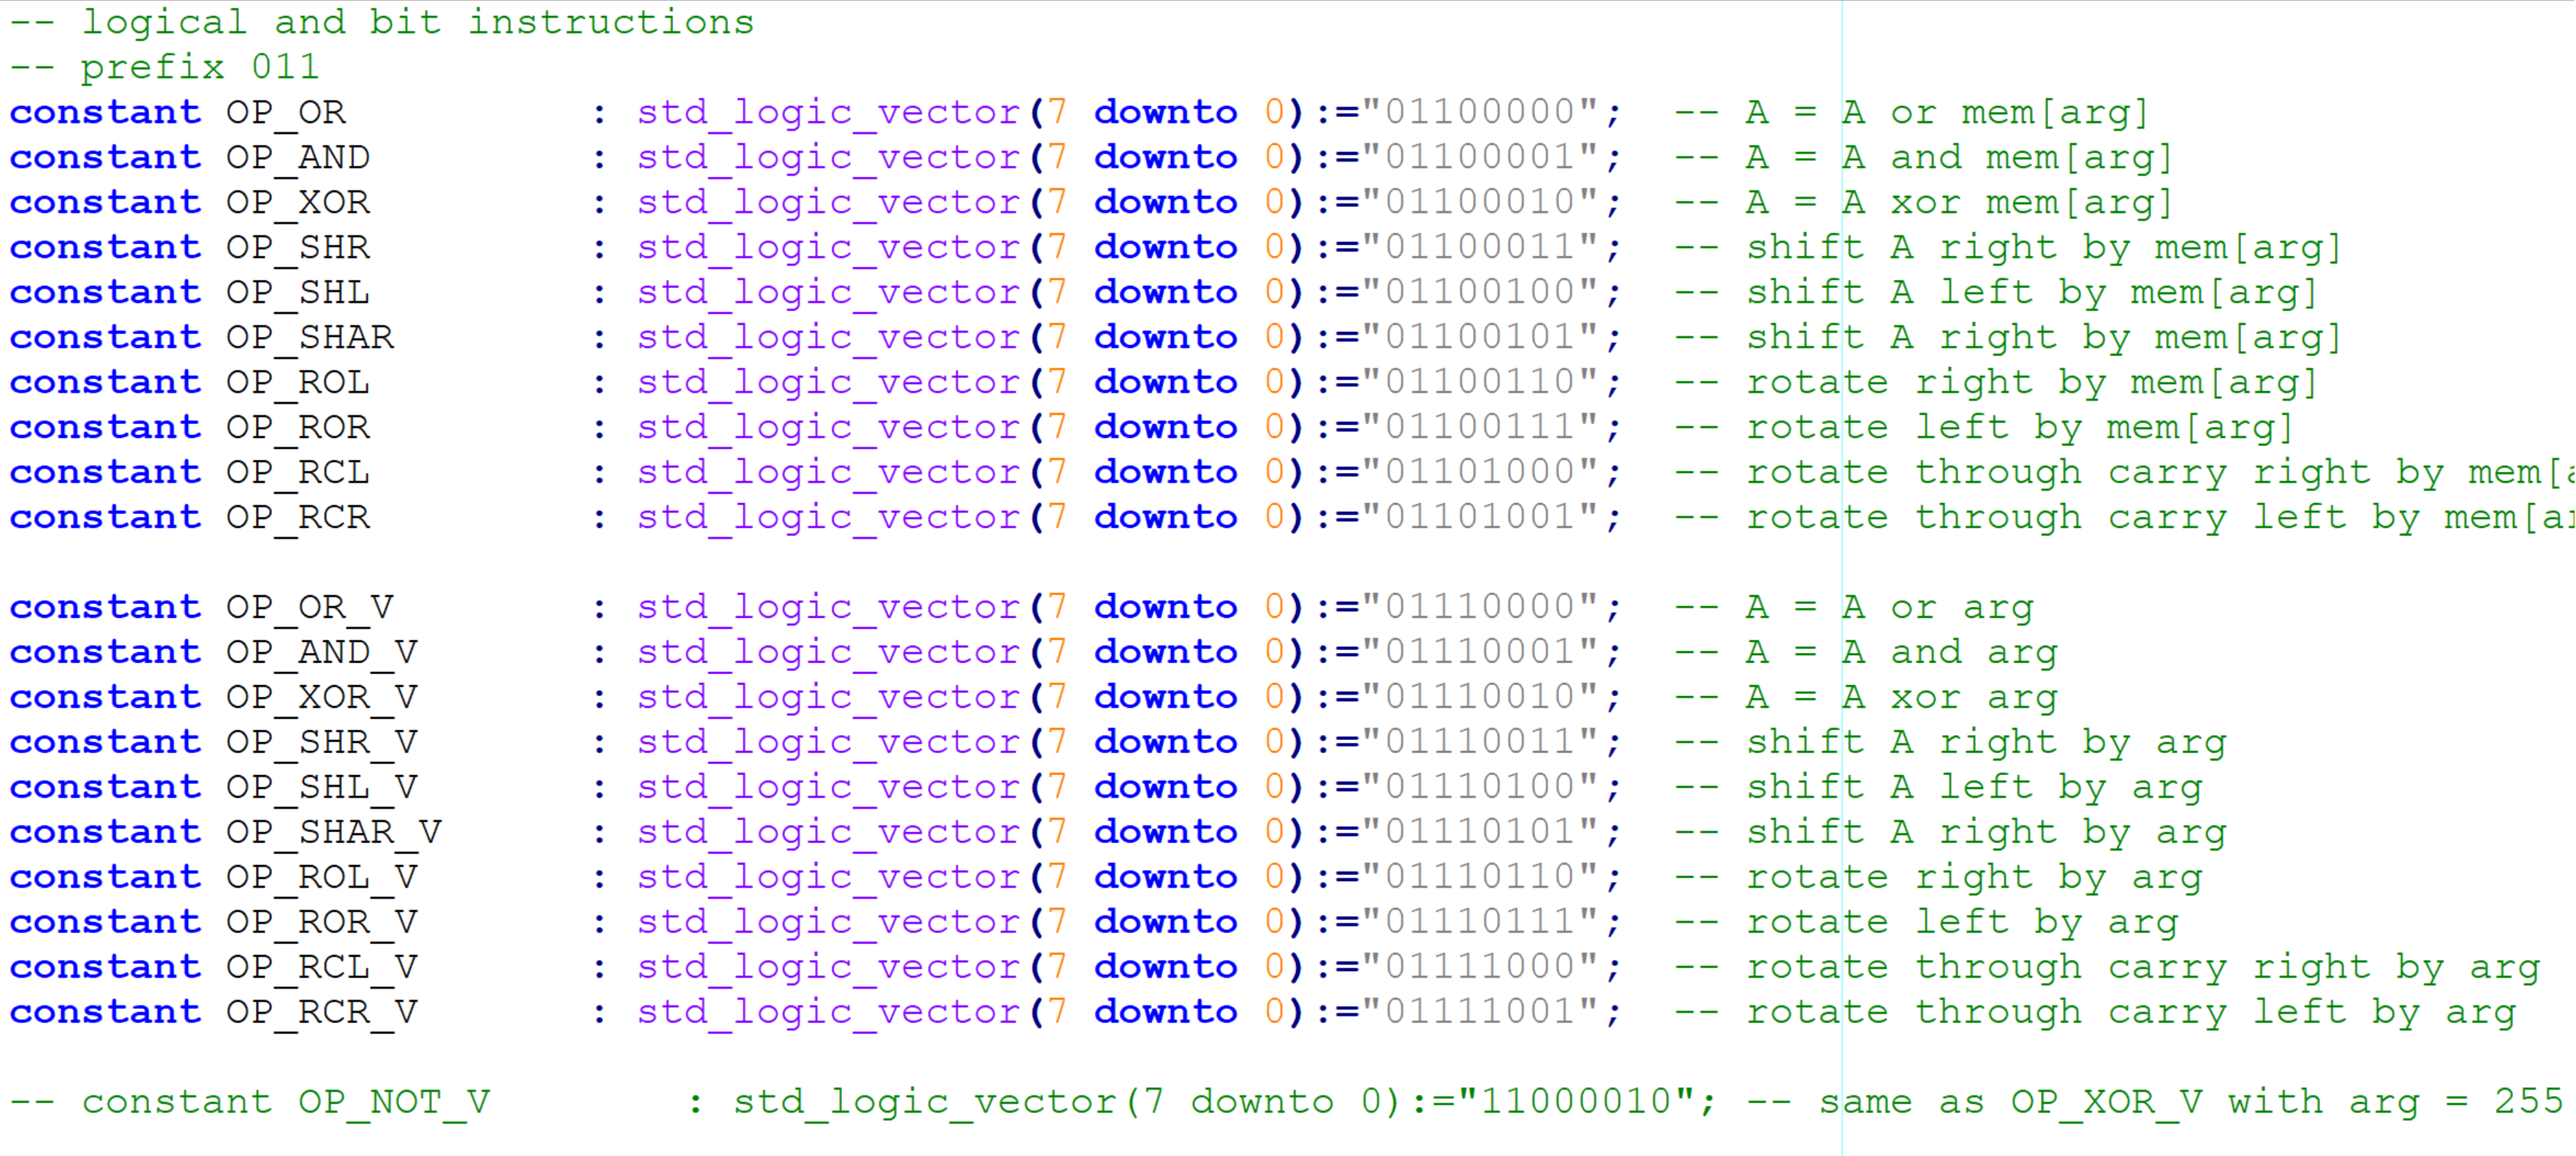 -- logical and bit instructions
-- prefix 011
constant OP_OR : std_logic_vector(7 downto 0):="01100000"; -- A = A or mem[arg]
constant OP_AND : std_logic_vector(7 downto 0):="01100001"; -- A = A and mem[arg]
constant OP_XOR : std_logic_vector(7 downto 0):="01100010"; -- A = A xor mem[arg]
constant OP_SHR : std_logic_vector(7 downto 0):="01100011"; -- shift A right by mem[arg]
constant OP_SHL : std_logic_vector(7 downto 0):="01100100"; -- shift A left by mem[arg]
constant OP_SHAR : std_logic_vector(7 downto 0):="01100101"; -- shift A right by mem[arg]
constant OP_ROL : std_logic_vector(7 downto 0):="01100110"; -- rotate right by mem[arg]
constant OP_ROR : std_logic_vector(7 downto 0):="01100111"; -- rotate left by mem[arg]
constant OP_RCL : std_logic_vector(7 downto 0):="01101000"; -- rotate through carry right by mem[
constant OP_RCR : std_logic_vector(7 downto 0):="01101001"; -- rotate through carry left by mem[a
constant OP_OR_V : std_logic_vector(7 downto 0):="01110000"; -- A = A or arg
constant OP_AND_V : std_logic_vector(7 downto 0):="01110001"; -- A = A and arg
constant OP_XOR_V : std_logic_vector(7 downto 0):="01110010"; -- A = A xor arg
constant OP_SHR_V : std_logic_vector(7 downto 0):="01110011"; -- shift A right by arg
constant OP_SHL_V : std_logic_vector(7 downto 0):="01110100"; -- shift A left by arg
constant OP_SHAR_V : std_logic_vector(7 downto 0):="01110101"; -- shift A right by arg
constant OP_ROL_V : std_logic_vector(7 downto 0):="01110110"; -- rotate right by arg
constant OP_ROR_V : std_logic_vector(7 downto 0):="01110111"; -- rotate left by arg
constant OP_RCL_V : std_logic_vector(7 downto 0):="01111000"; -- rotate through carry right by arg
constant OP_RCR_V : std_logic_vector(7 downto 0):="01111001"; -- rotate through carry left by arg
-- constant OP_NOT_V : std_logic_vector(7 downto 0):="11000010"; -- same as OP_XOR_V with arg = 255